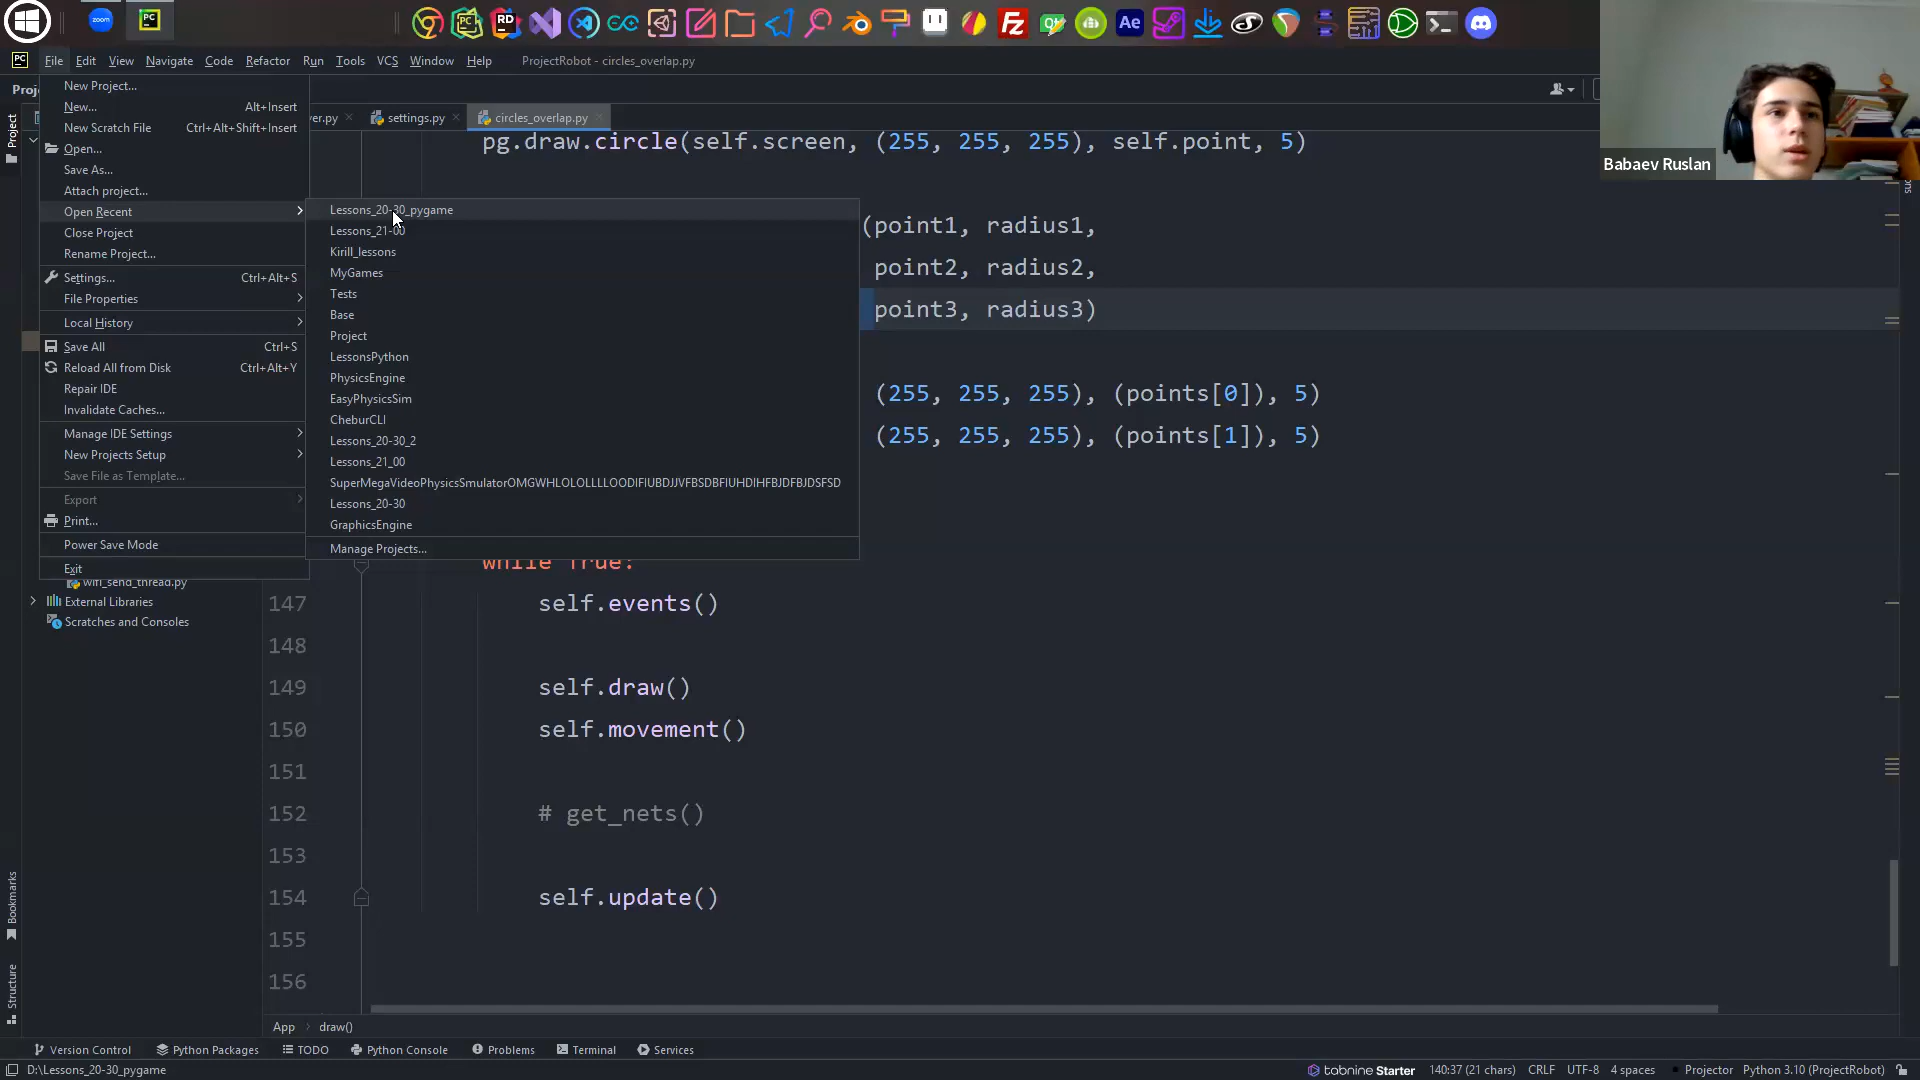 File Edit View Navigate Code Refactor Run Tools VCS Window Help ProjectRobot - circles_overlap.py
Babaev Ruslan
New Project...
New... Alt+Insert
New Scratch File Ctrl+Alt+Shift+Insert
Open...
Save As...
Attach project...
Open Recent
Close Project
Rename Project...
Settings... Ctrl+Alt+S
File Properties
Local History
Save All Ctrl+S
Reload All from Disk Ctrl+Alt+Y
Repair IDE
Invalidate Caches...
Manage IDE Settings
New Projects Setup
Save File as Template...
Export
Print...
Power Save Mode
Exit
Lessons_20-30_pygame
Lessons_21-00
Kirill_lessons
MyGames
Tests
Base
Project
LessonsPython
PhysicsEngine
EasyPhysicsSim
CheburCLI
Lessons_20-30_2
Lessons_21_00
SuperMegaVideoPhysicsSmulatorOMGWHLOLOLLLLOODIFIUBDJJVFBSDBFIUHDIHFBJDFBJDSFSD
Lessons_20-30
GraphicsEngine
Manage Projects...
Project
ver.py settings.py circles_overlap.py
pg.draw.circle(self.screen, (255, 255, 255), self.point, 5)
(point1, radius1,
point2, radius2,
point3, radius3)
(255, 255, 255), (points[0]), 5)
(255, 255, 255), (points[1]), 5)
while True:
147 self.events()
148
149 self.draw()
150 self.movement()
151
152 # get_nets()
153
154 self.update()
155
156
wifi_send_thread.py
External Libraries
Scratches and Consoles
Bookmarks
Structure
App draw()
Version Control Python Packages TODO Python Console Problems Terminal Services
D:\Lessons_20-30_pygame tabnine Starter 140:37 (21 chars) CRLF UTF-8 4 spaces Projector Python 3.10 (ProjectRobot)